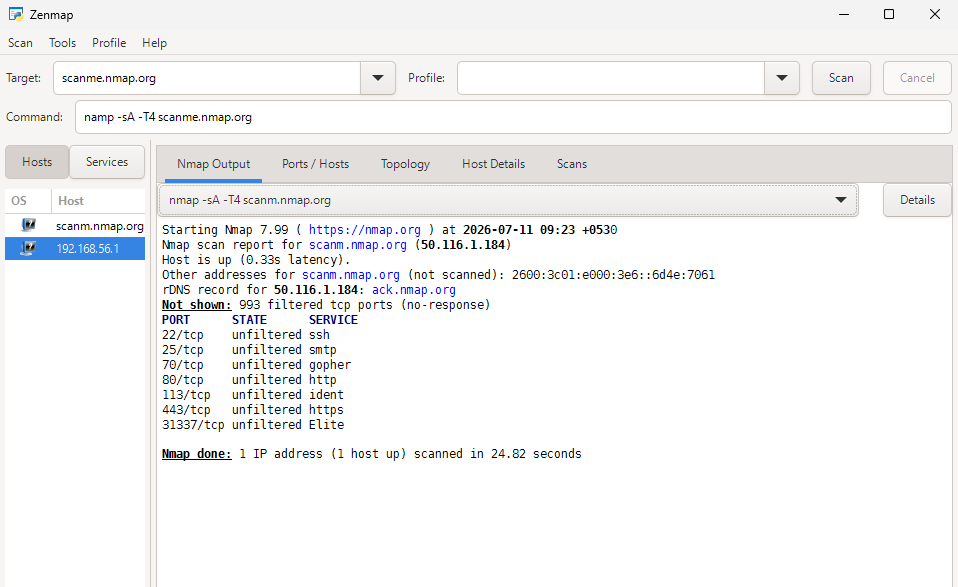 Zenmap
Scan Tools Profile Help
Target: scanme.nmap.org Profile: Scan Cancel
Command: namp -sA -T4 scanme.nmap.org
Hosts Services
OS Host
scanm.nmap.org
192.168.56.1
Nmap Output Ports / Hosts Topology Host Details Scans
nmap -sA -T4 scanm.nmap.org Details
Starting Nmap 7.99 ( https://nmap.org ) at 2026-07-11 09:23 +0530
Nmap scan report for scanm.nmap.org (50.116.1.184)
Host is up (0.33s latency).
Other addresses for scanm.nmap.org (not scanned): 2600:3c01:e000:3e6::6d4e:7061
rDNS record for 50.116.1.184: ack.nmap.org
Not shown: 993 filtered tcp ports (no-response)
PORT STATE SERVICE
22/tcp unfiltered ssh
25/tcp unfiltered smtp
70/tcp unfiltered gopher
80/tcp unfiltered http
113/tcp unfiltered ident
443/tcp unfiltered https
31337/tcp unfiltered Elite
Nmap done: 1 IP address (1 host up) scanned in 24.82 seconds